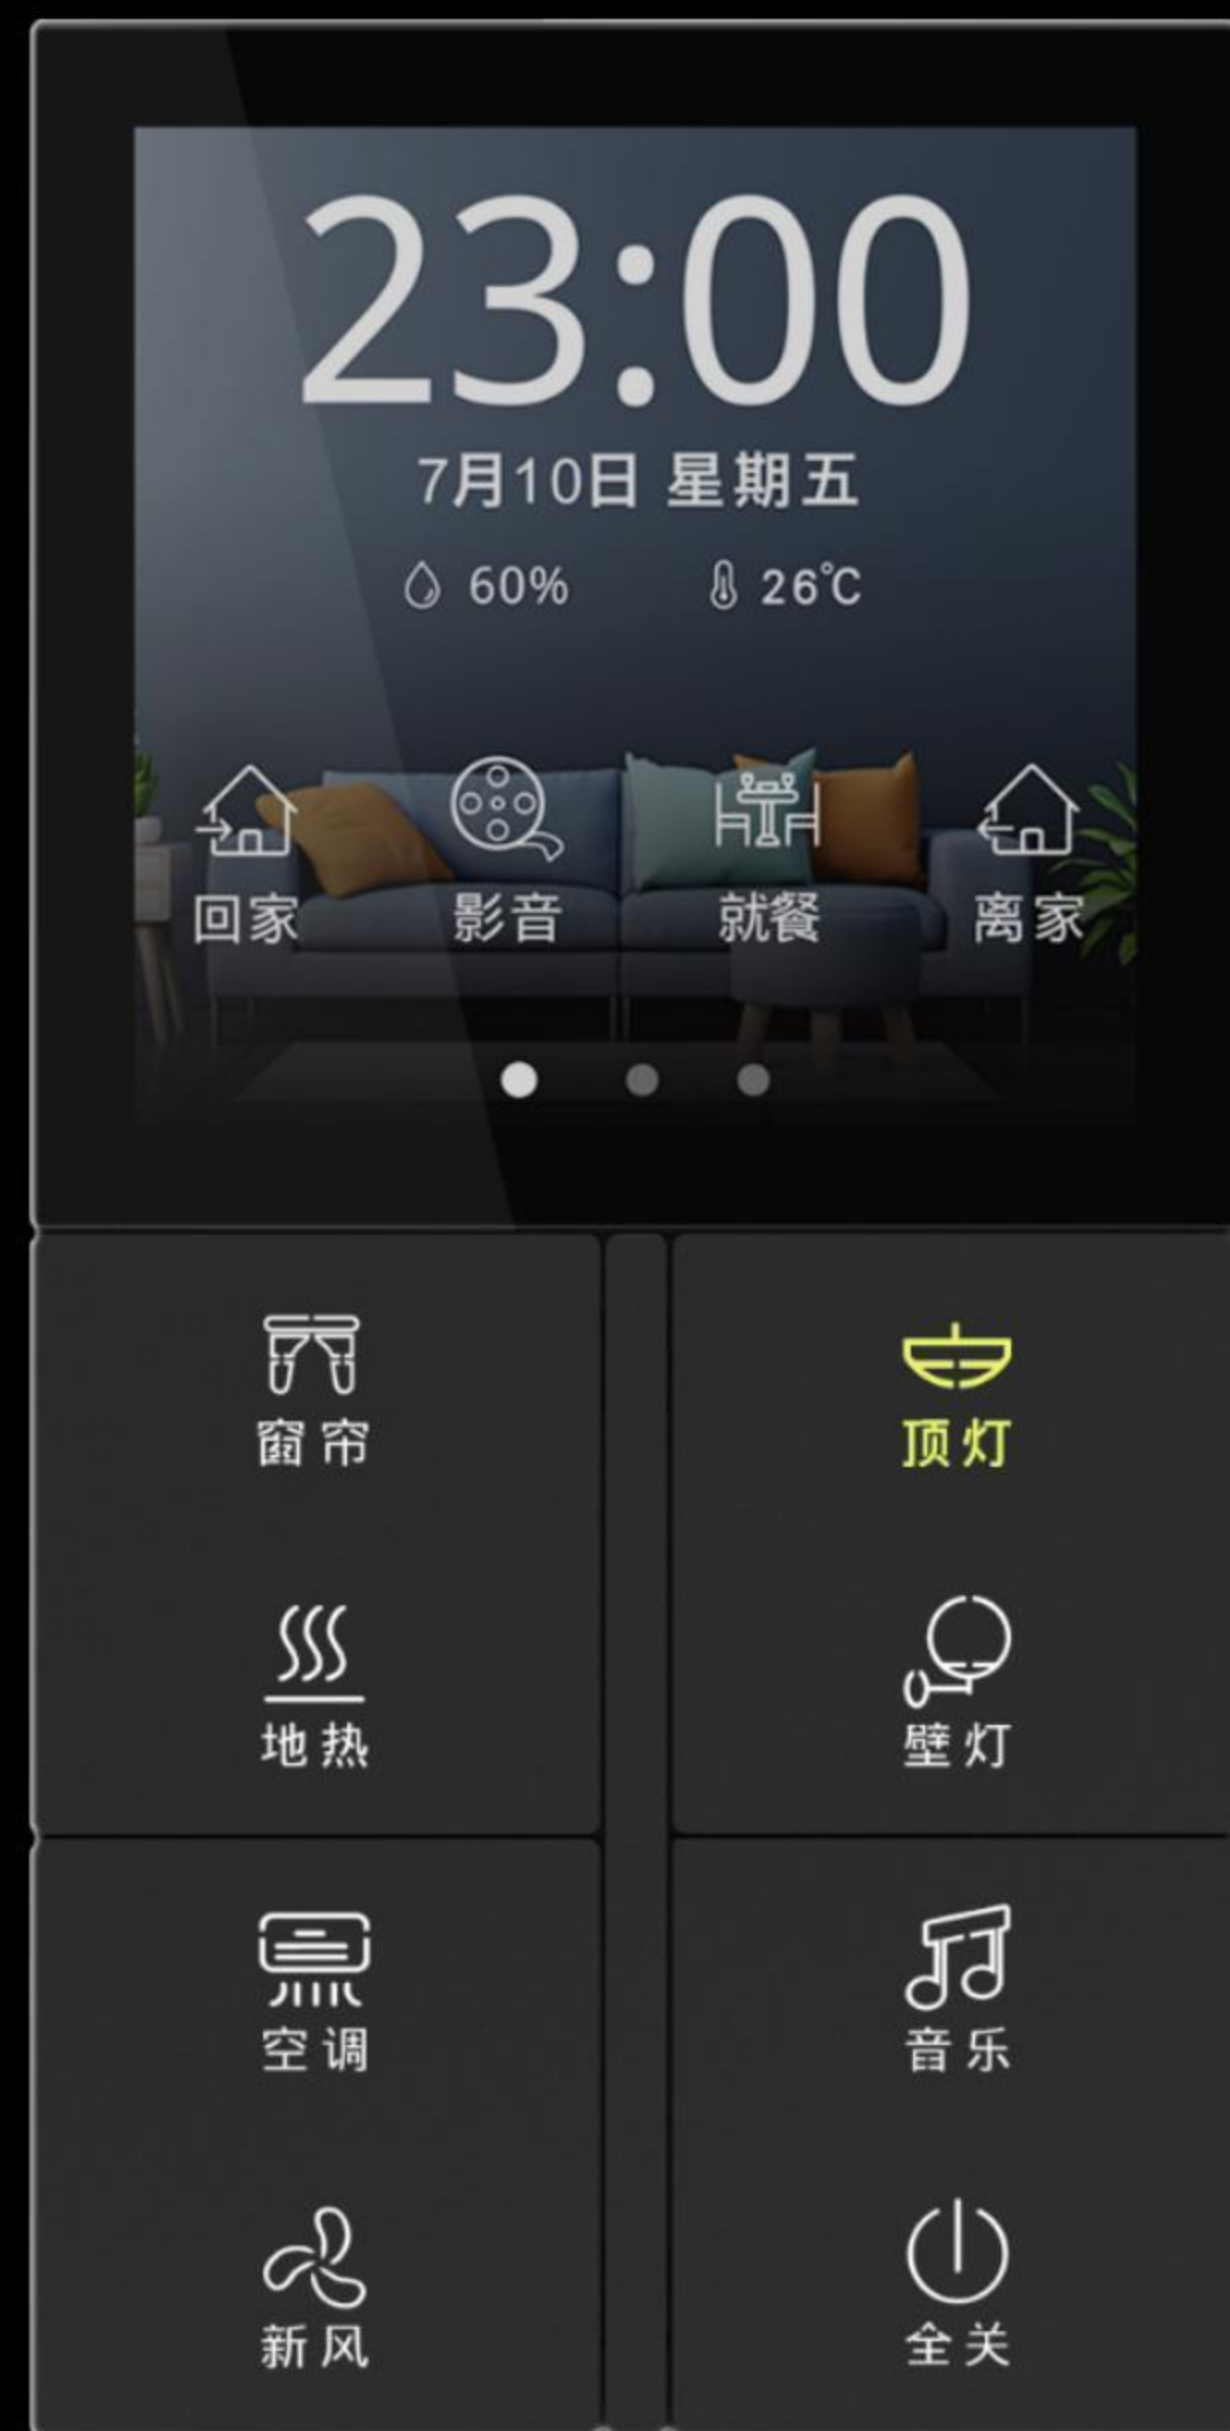 23:00
7月10日 星期五
60% 26℃
回家 影音 就餐 离家
窗帘 顶灯
地热 壁灯
空调 音乐
新风 全关